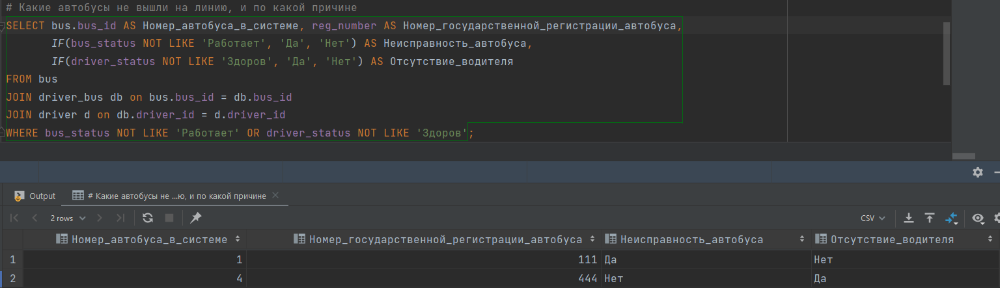 # Какие автобусы не вышли на линию, и по какой причине
SELECT bus.bus_id AS Номер_автобуса_в_системе, reg_number AS Номер_государственной_регистрации_автобуса,
IF(bus_status NOT LIKE 'Работает', 'Да', 'Нет') AS Неисправность_автобуса,
IF(driver_status NOT LIKE 'Здоров', 'Да', 'Нет') AS Отсутствие_водителя
FROM bus
JOIN driver_bus db on bus.bus_id = db.bus_id
JOIN driver d on db.driver_id = d.driver_id
WHERE bus_status NOT LIKE 'Работает' OR driver_status NOT LIKE 'Здоров';
Output # Какие автобусы не ...ю, и по какой причине
2 rows CSV
Номер_автобуса_в_системе Номер_государственной_регистрации_автобуса Неисправность_автобуса Отсутствие_водителя
1 1 111 Да Нет
2 4 444 Нет Да